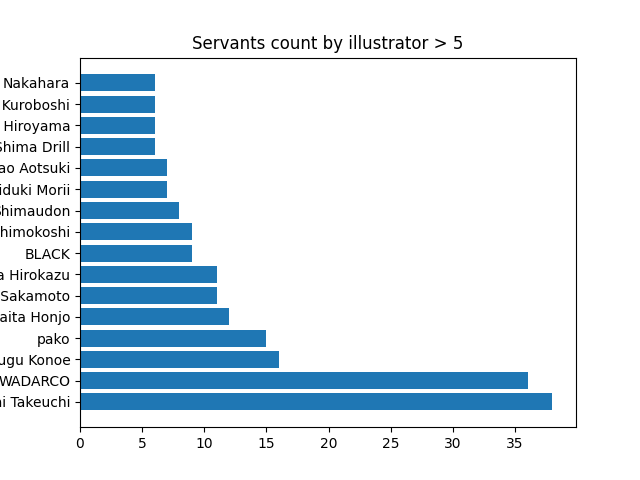 Servants count by illustrator > 5
Nakahara
Kuroboshi
Hiroyama
Shima Drill
ao Aotsuki
iduki Morii
Shimaudon
himokoshi
BLACK
a Hirokazu
Sakamoto
aita Honjo
pako
ugu Konoe
WADARCO
i Takeuchi
0 5 10 15 20 25 30 35